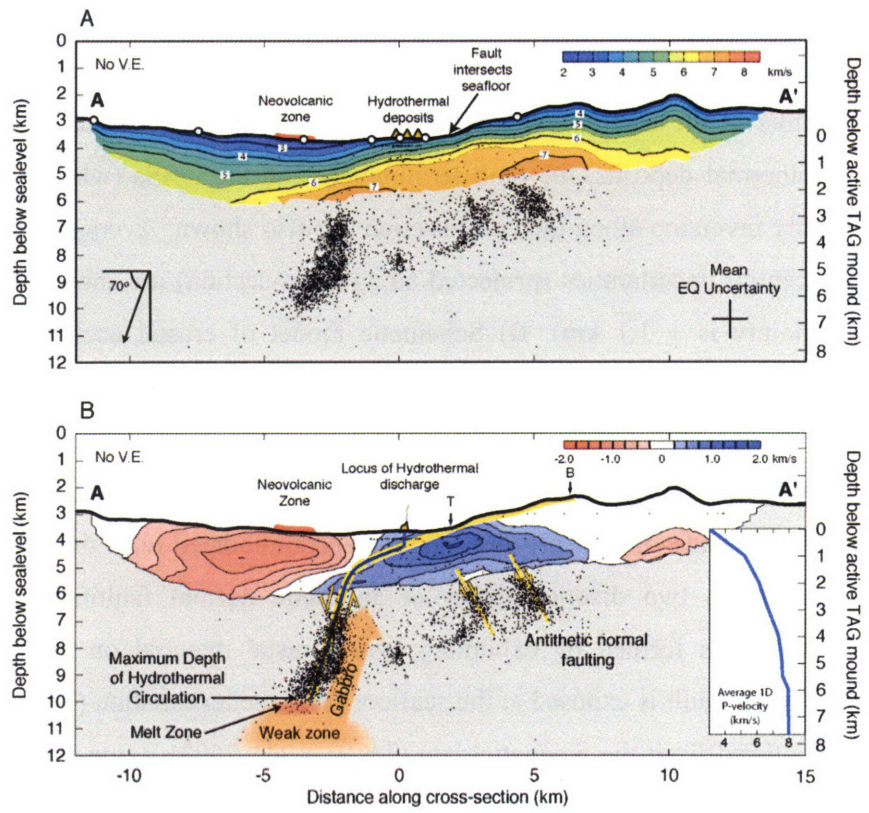 A
No V.E.
A
A'
Neovolcanic
zone
Hydrothermal
deposits
Fault
intersects
seafloor
2 3 4 5 6 7 8 km/s
3
4
5
6
7
4
5
6
7
70°
Mean
EQ Uncertainty
Depth below sealevel (km)
0
1
2
3
4
5
6
7
8
9
10
11
12
Depth below active TAG mound (km)
0
1
2
3
4
5
6
7
8
B
No V.E.
A
A'
Neovolcanic
Zone
Locus of Hydrothermal
discharge
T
B
-2.0 -1.0 0 1.0 2.0 km/s
Maximum Depth
of Hydrothermal
Circulation
Melt Zone
Weak zone
Gabbro
Antithetic normal
faulting
Average 1D
P-velocity
(km/s)
4 6 8
Depth below sealevel (km)
0
1
2
3
4
5
6
7
8
9
10
11
12
Depth below active TAG mound (km)
0
1
2
3
4
5
6
7
8
-10 -5 0 5 10 15
Distance along cross-section (km)